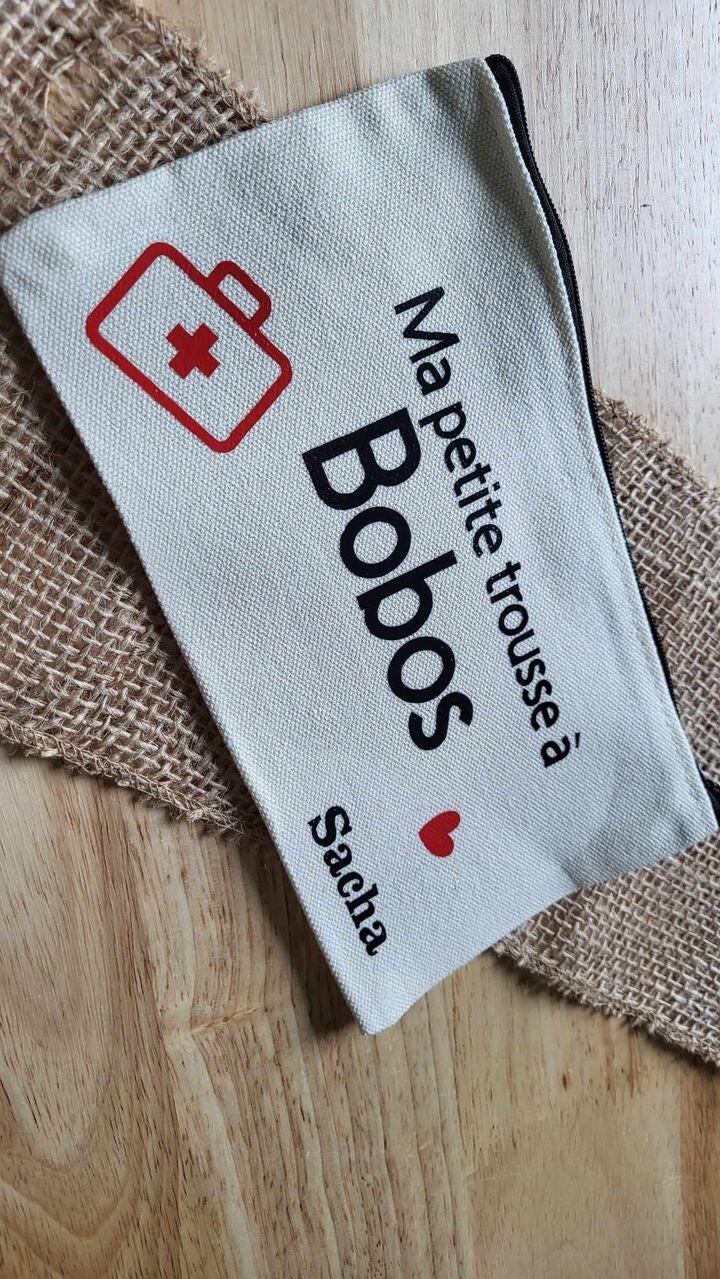 Ma petite trousse à
Bobos
Sacha